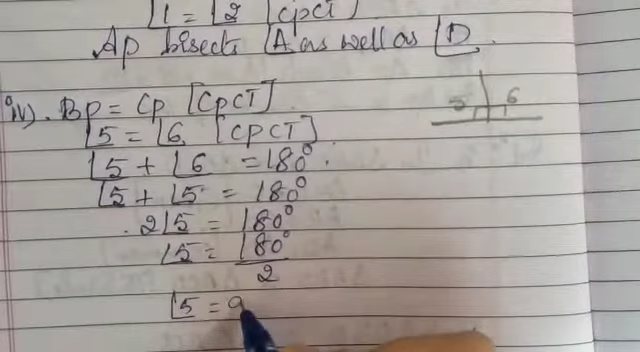 ∠1 = ∠2 [CPCT]
Ap bisects ∠A as well as ∠D.
iv). Bp = Cp [CPCT]
∠5 = ∠6 [CPCT]
∠5 + ∠6 = 180°.
∠5 + ∠5 = 180°
2∠5 = 180°
∠5 = 180°
2
∠5 = 9
5 6